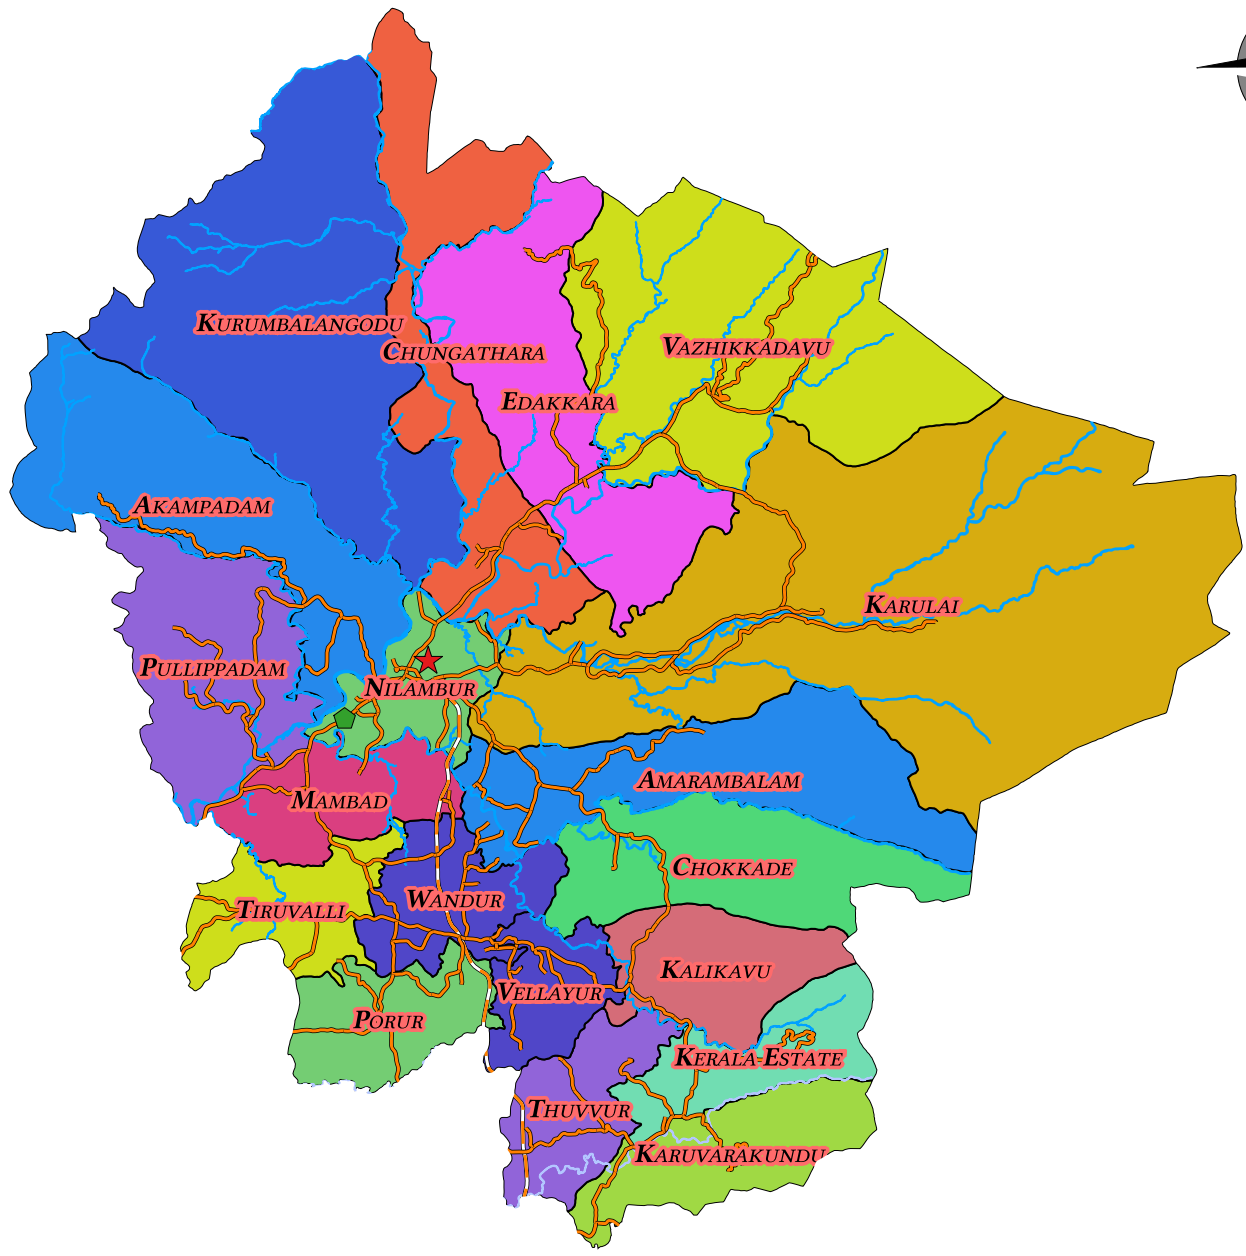 KURUMBALANGODU
CHUNGATHARA
VAZHIKKADAVU
EDAKKARA
AKAMPADAM
KARULAI
PULLIPPADAM
NILAMBUR
AMARAMBALAM
MAMBAD
CHOKKADE
WANDUR
TIRUVALLI
KALIKAVU
VELLAYUR
PORUR
KERALA ESTATE
THUVVUR
KARUVARAKUNDU